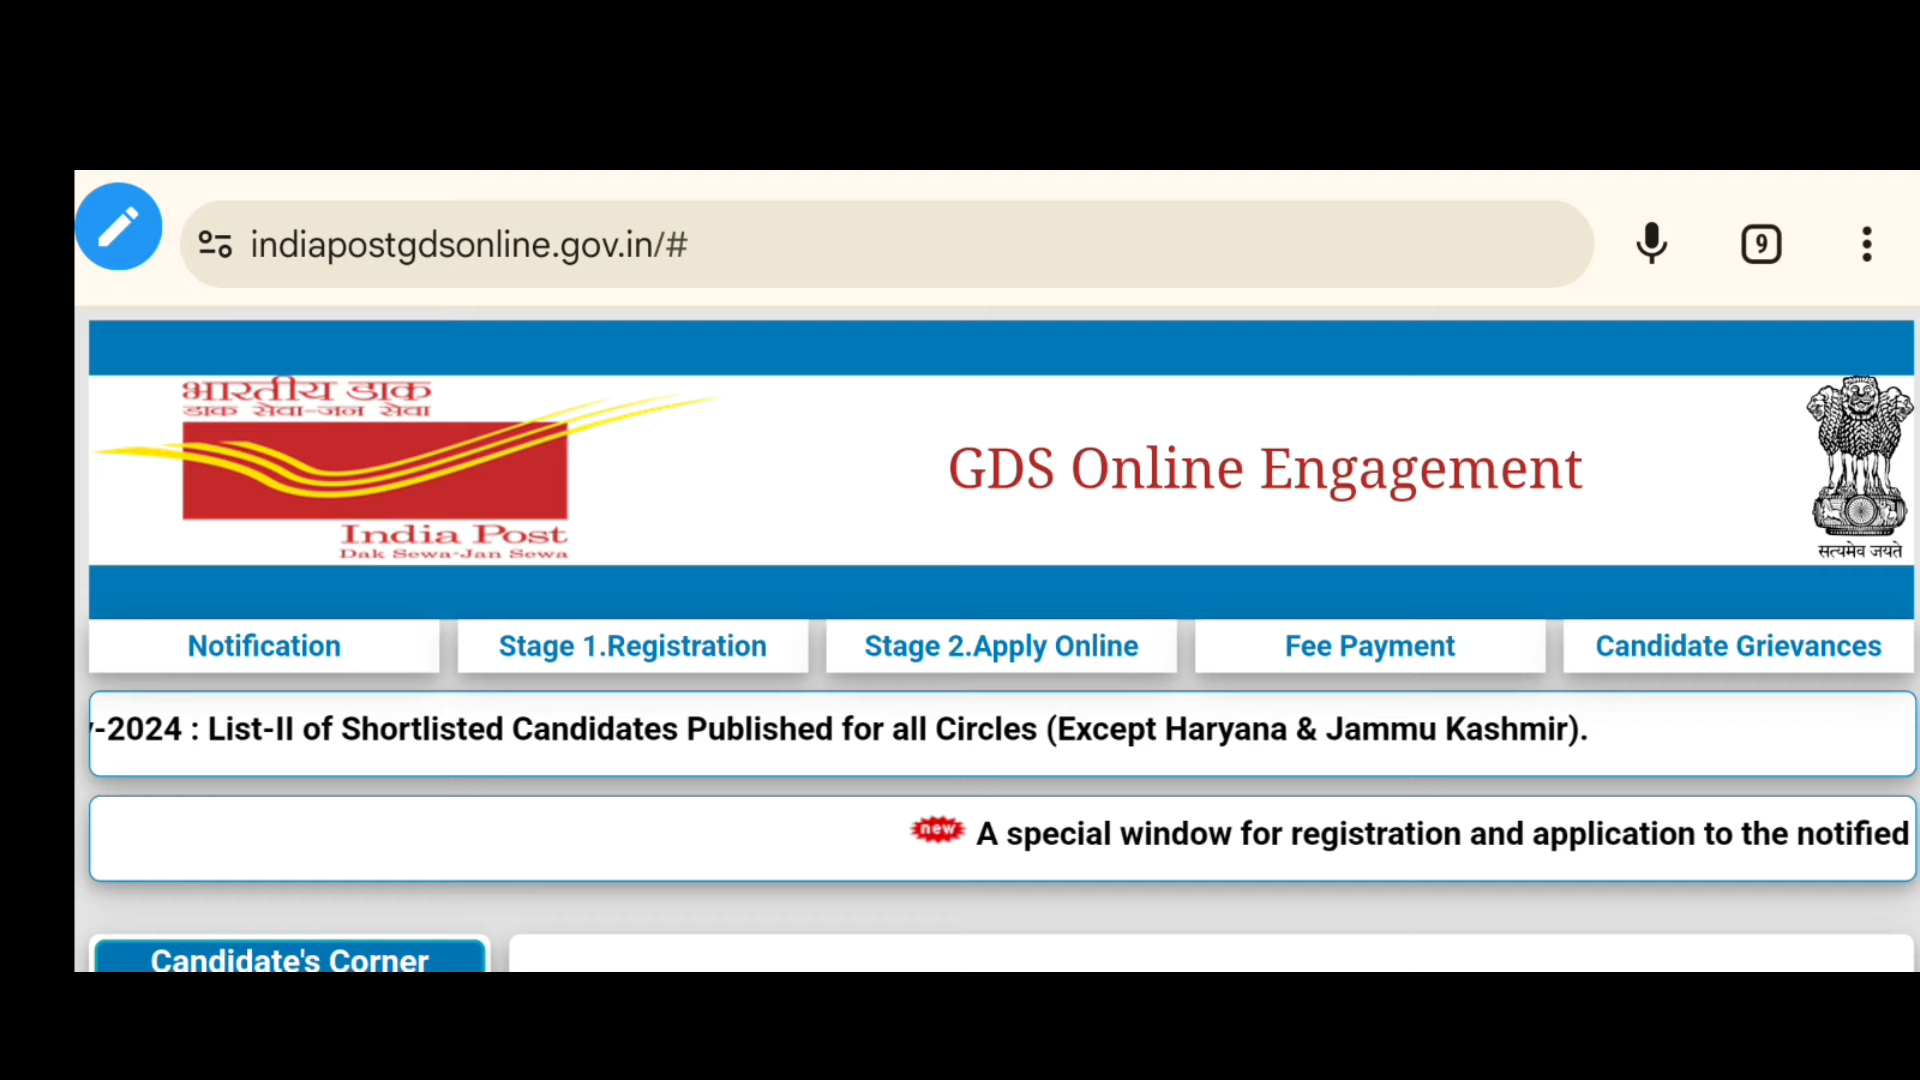 indiapostgdsonline.gov.in/#
9
भारतीय डाक
डाक सेवा-जन सेवा
India Post
Dak Sewa-Jan Sewa
GDS Online Engagement
सत्यमेव जयते
Notification
Stage 1.Registration
Stage 2.Apply Online
Fee Payment
Candidate Grievances
-2024 : List-II of Shortlisted Candidates Published for all Circles (Except Haryana & Jammu Kashmir).
new A special window for registration and application to the notified
Candidate's Corner